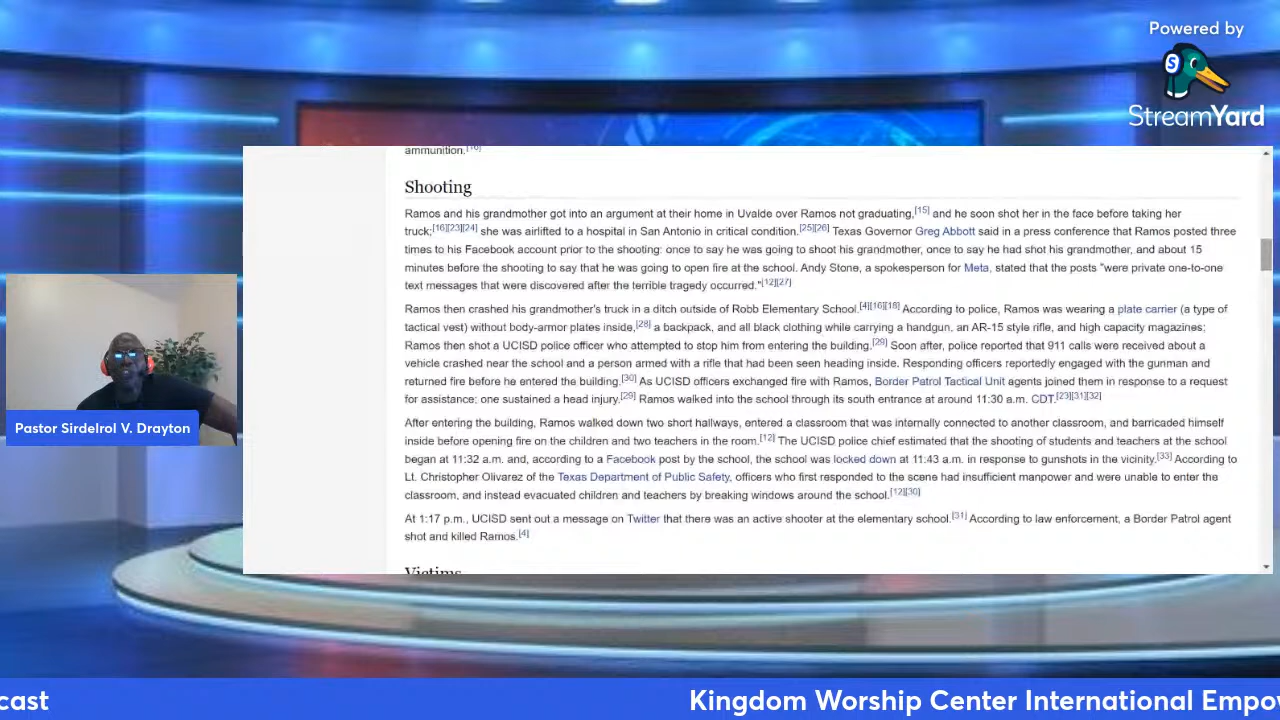 Powered by
StreamYard
ammunition.[16]
Shooting
Ramos and his grandmother got into an argument at their home in Uvalde over Ramos not graduating,[15] and he soon shot her in the face before taking her
truck;[16][23][24] she was airlifted to a hospital in San Antonio in critical condition.[25][26] Texas Governor Greg Abbott said in a press conference that Ramos posted three
times to his Facebook account prior to the shooting: once to say he was going to shoot his grandmother, once to say he had shot his grandmother, and about 15
minutes before the shooting to say that he was going to open fire at the school. Andy Stone, a spokesperson for Meta, stated that the posts "were private one-to-one
text messages that were discovered after the terrible tragedy occurred."[12][27]
Ramos then crashed his grandmother's truck in a ditch outside of Robb Elementary School.[4][16][18] According to police, Ramos was wearing a plate carrier (a type of
tactical vest) without body-armor plates inside,[28] a backpack, and all black clothing while carrying a handgun, an AR-15 style rifle, and high capacity magazines;
Ramos then shot a UCISD police officer who attempted to stop him from entering the building.[29] Soon after, police reported that 911 calls were received about a
vehicle crashed near the school and a person armed with a rifle that had been seen heading inside. Responding officers reportedly engaged with the gunman and
returned fire before he entered the building.[30] As UCISD officers exchanged fire with Ramos, Border Patrol Tactical Unit agents joined them in response to a request
for assistance; one sustained a head injury.[29] Ramos walked into the school through its south entrance at around 11:30 a.m. CDT.[23][31][32]
After entering the building, Ramos walked down two short hallways, entered a classroom that was internally connected to another classroom, and barricaded himself
inside before opening fire on the children and two teachers in the room.[12] The UCISD police chief estimated that the shooting of students and teachers at the school
began at 11:32 a.m. and, according to a Facebook post by the school, the school was locked down at 11:43 a.m. in response to gunshots in the vicinity.[33] According to
Lt. Christopher Olivarez of the Texas Department of Public Safety, officers who first responded to the scene had insufficient manpower and were unable to enter the
classroom, and instead evacuated children and teachers by breaking windows around the school.[12][30]
At 1:17 p.m., UCISD sent out a message on Twitter that there was an active shooter at the elementary school.[31] According to law enforcement, a Border Patrol agent
shot and killed Ramos.[4]
Victims
Pastor Sirdelrol V. Drayton
cast
Kingdom Worship Center International Empow